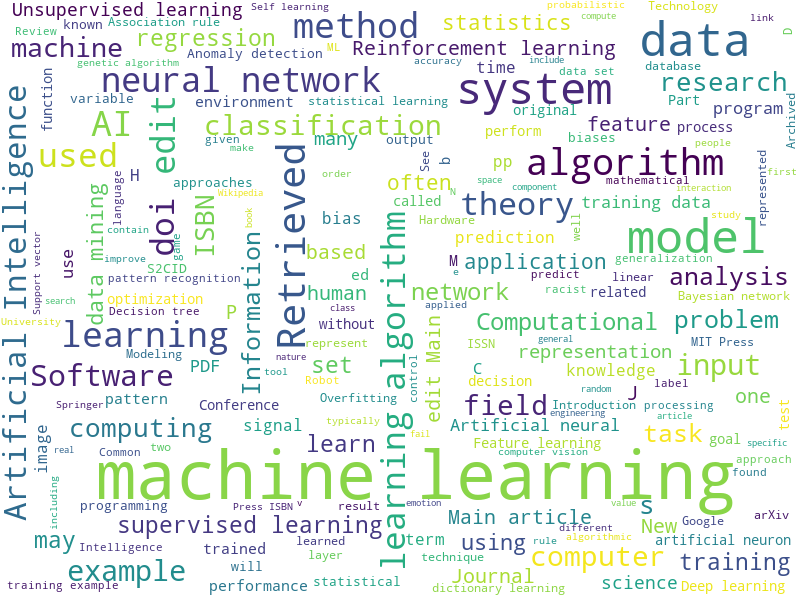 Unsupervised learning
known
Association rule
Self learning
probabilistic
Technology
compute
link
Review
regression
method
statistics
data
D
machine
Anomaly detection
ML
Reinforcement learning
genetic algorithm
accuracy
include
time
data set
database
neural network
system
research
function
variable
environment
statistical learning
original
Part
program
Archived
AI
edit
classification
feature
process
given
many
output
perform
biases
people
make
used
See
b
pp
algorithm
mathematical
language
H
approaches
order
often
space
component
interaction
first
Wikipedia
called
N
theory
training data
represented
contain
doi
ISBN
book
bias
Hardware
well
study
data mining
game
Retrieved
prediction
Artificial Intelligence
Support vector
use
improve
Information
based
M
application
model
generalization
S2CID
pattern recognition
ed
e
predict
linear
analysis
search
optimization
human
network
racist
related
Bayesian network
Decision tree
P
class
applied
University
without
learning algorithm
edit Main
Computational
problem
learning
represent
ISSN
general
MIT Press
Modeling
nature
representation
input
Software
PDF
tool
set
control
C
knowledge
Robot
decision
random
label
pattern
Overfitting
J
one
Springer
Conference
field
Introduction
processing
test
image
computing
signal
typically
engineering
article
Artificial neural
task
goal
specific
real
Common
two
learn
fail
Feature learning
computer vision
approach
machine learning
found
including
programming
Press ISBN
v
result
emotion
value
s
supervised learning
Main article
different
New
Google
arXiv
may
Intelligence
trained
learned
term
using
rule
algorithmic
artificial neuron
example
will
layer
technique
computer
training
training example
performance
statistical
Journal
dictionary learning
science
Deep learning